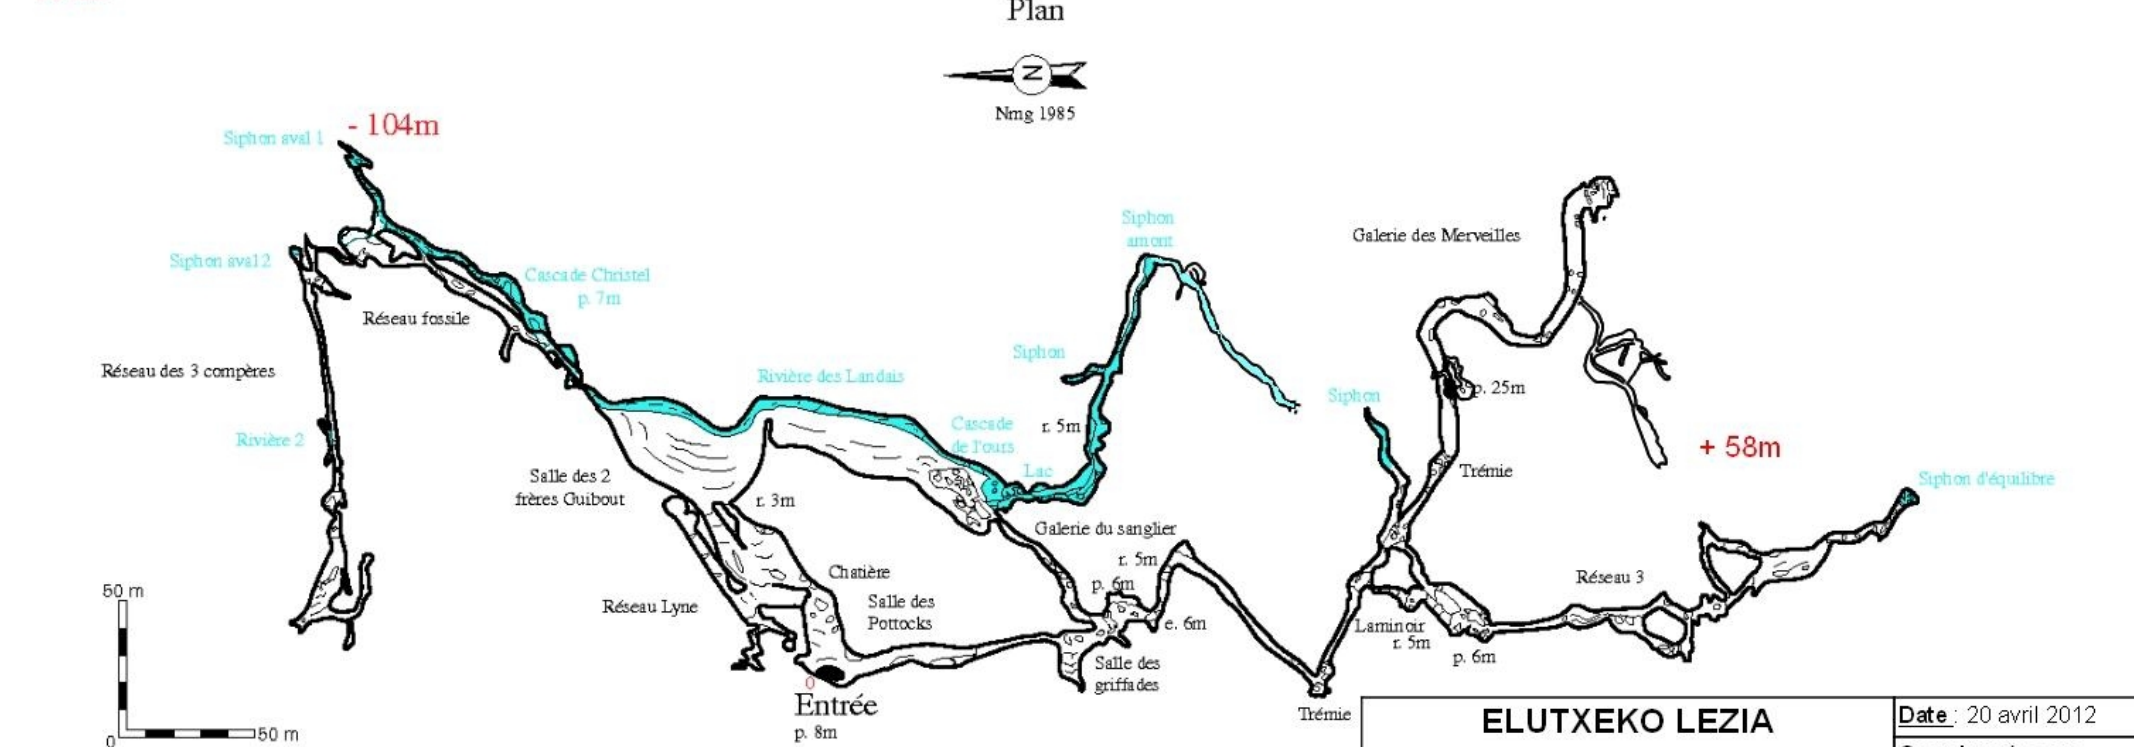 Plan
N
Nmg 1985
Siphon aval 1
- 104m
Siphon aval 2
Cascade Christel
p. 7m
Réseau fossile
Réseau des 3 compères
Rivière 2
Siphon
amont
Siphon
Rivière des Landais
r. 5m
Cascade
de l'ours
Lac
Galerie des Merveilles
p. 25m
Siphon
Trémie
+ 58m
Siphon d'équilibre
Salle des 2
frères Guibout
r. 3m
Galerie du sanglier
r. 5m
p. 6m
e. 6m
Chatière
Salle des
Pottocks
Réseau Lyne
Réseau 3
Laminoir
r. 5m
p. 6m
Salle des
griffades
Trémie
50 m
0
50 m
0
Entrée
p. 8m
ELUTXEKO LEZIA
Date : 20 avril 2012